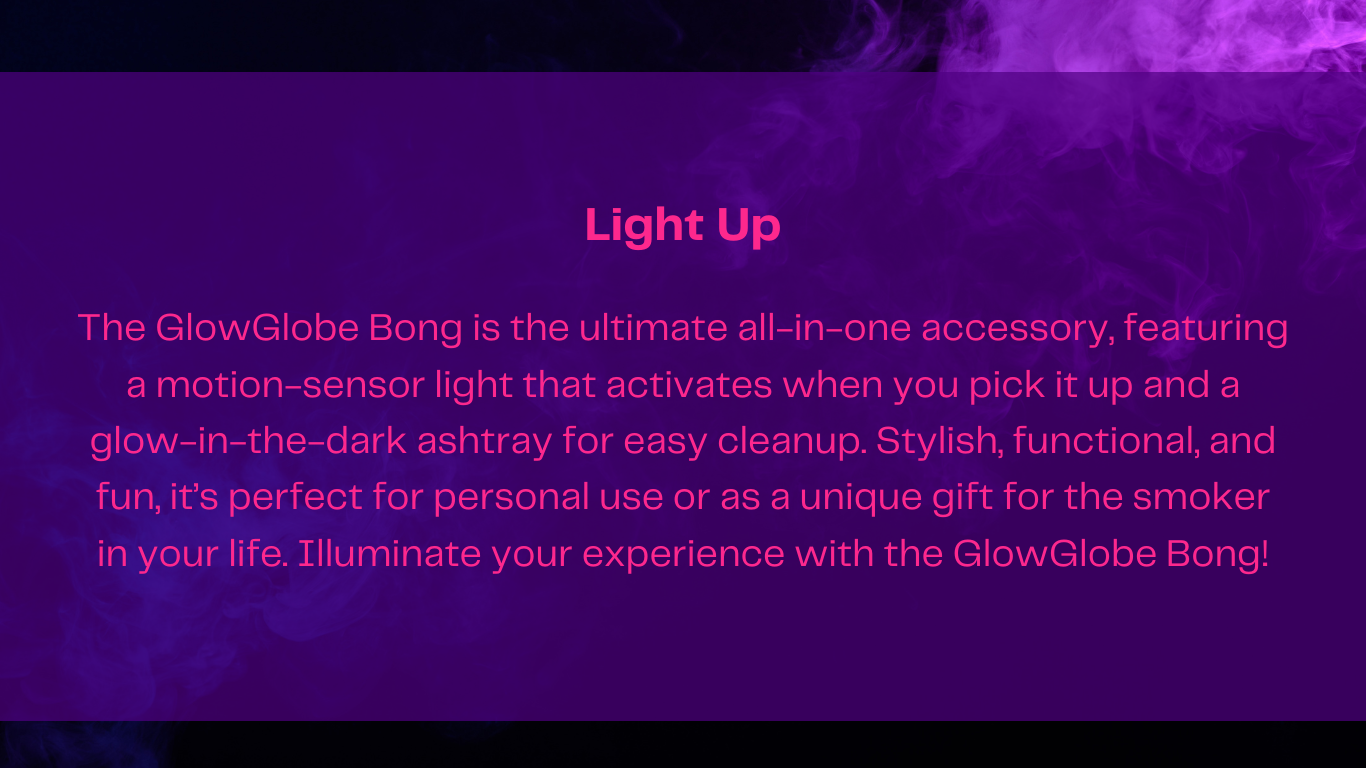 Light Up
The GlowGlobe Bong is the ultimate all-in-one accessory, featuring
a motion-sensor light that activates when you pick it up and a
glow-in-the-dark ashtray for easy cleanup. Stylish, functional, and
fun, it’s perfect for personal use or as a unique gift for the smoker
in your life. Illuminate your experience with the GlowGlobe Bong!